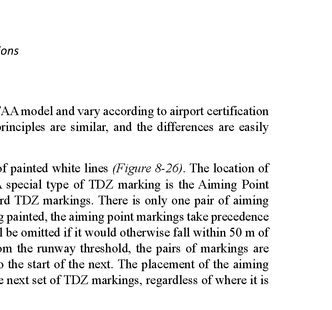 ions
AA model and vary according to airport certification
rinciples are similar, and the differences are easily
of painted white lines (Figure 8-26). The location of
special type of TDZ marking is the Aiming Point
rd TDZ markings. There is only one pair of aiming
g painted, the aiming point markings take precedence
l be omitted if it would otherwise fall within 50 m of
om the runway threshold, the pairs of markings are
o the start of the next. The placement of the aiming
e next set of TDZ markings, regardless of where it is